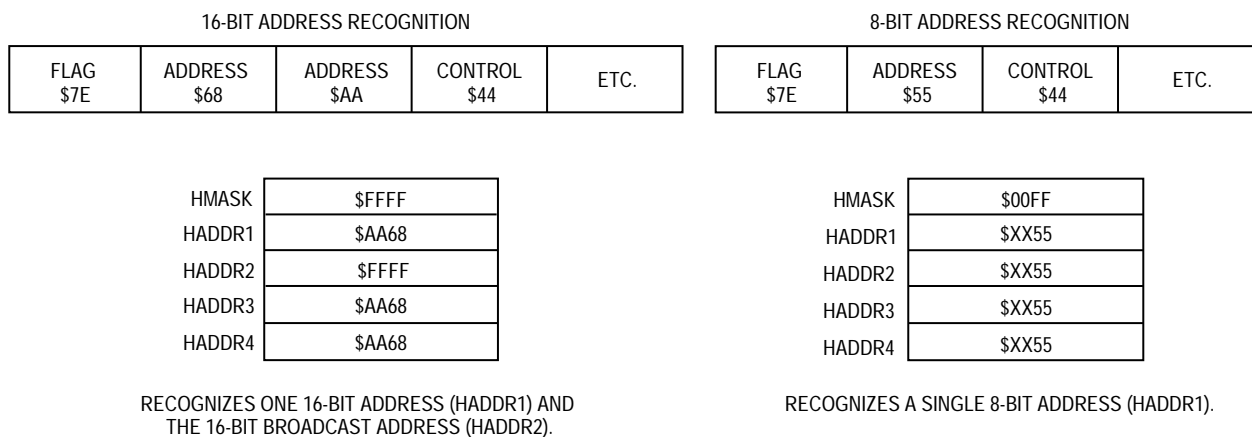 16-BIT ADDRESS RECOGNITION
FLAG $7E
ADDRESS $68
ADDRESS $AA
CONTROL $44
ETC.
HMASK $FFFF
HADDR1 $AA68
HADDR2 $FFFF
HADDR3 $AA68
HADDR4 $AA68
RECOGNIZES ONE 16-BIT ADDRESS (HADDR1) AND
THE 16-BIT BROADCAST ADDRESS (HADDR2).
8-BIT ADDRESS RECOGNITION
FLAG $7E
ADDRESS $55
CONTROL $44
ETC.
HMASK $00FF
HADDR1 $XX55
HADDR2 $XX55
HADDR3 $XX55
HADDR4 $XX55
RECOGNIZES A SINGLE 8-BIT ADDRESS (HADDR1).